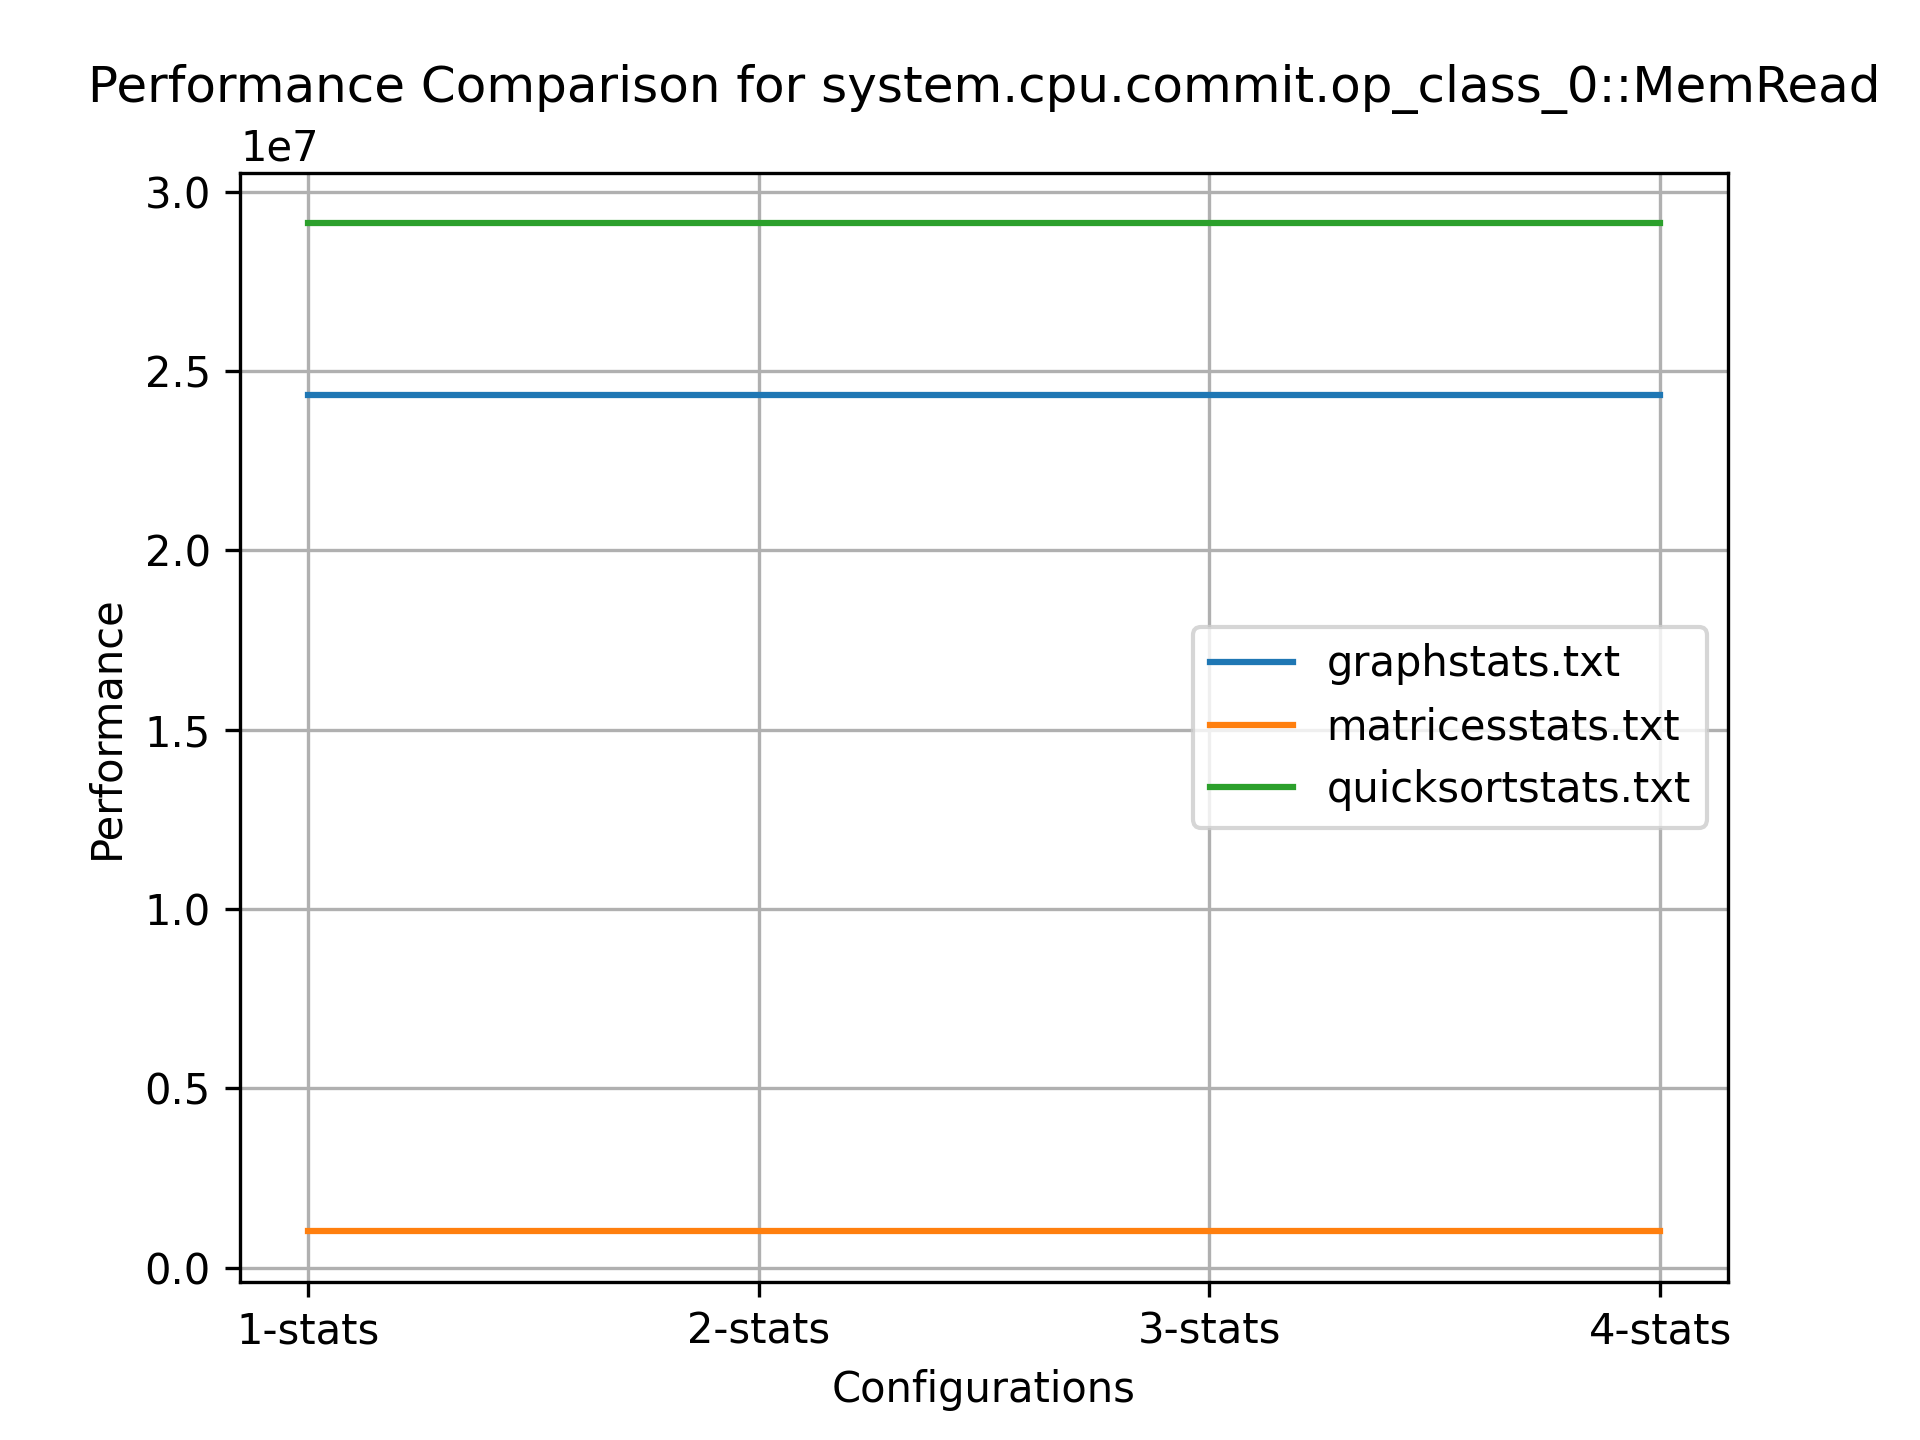 Performance Comparison for system.cpu.commit.op_class_0::MemRead
1e7
3.0
2.5
2.0
1.5
1.0
0.5
0.0
Performance
graphstats.txt
matricesstats.txt
quicksortstats.txt
1-stats 2-stats 3-stats 4-stats
Configurations